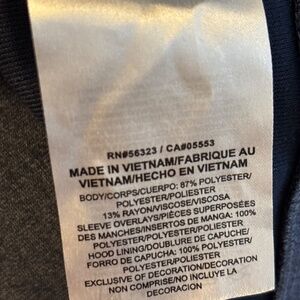 RN#56323 / CA#05553
MADE IN VIETNAM/FABRIQUE AU
VIETNAM/HECHO EN VIETNAM
BODY/CORPS/CUERPO: 87% POLYESTER/
POLYESTER/POLIESTER
13% RAYON/VISCOSE/VISCOSA
SLEEVE OVERLAYS/PIÈCES SUPERPOSÉES
DES MANCHES/INSERTOS DE MANGA: 100%
POLYESTER/POLYESTER/POLIESTER
HOOD LINING/DOUBLURE DE CAPUCHE/
FORRO DE CAPUCHA: 100% POLYESTER/
POLYESTER/POLIESTER
EXCLUSIVE OF DECORATION/DECORATION
NON COMPRISE/NO INCLUYE LA
DECORACIÓN